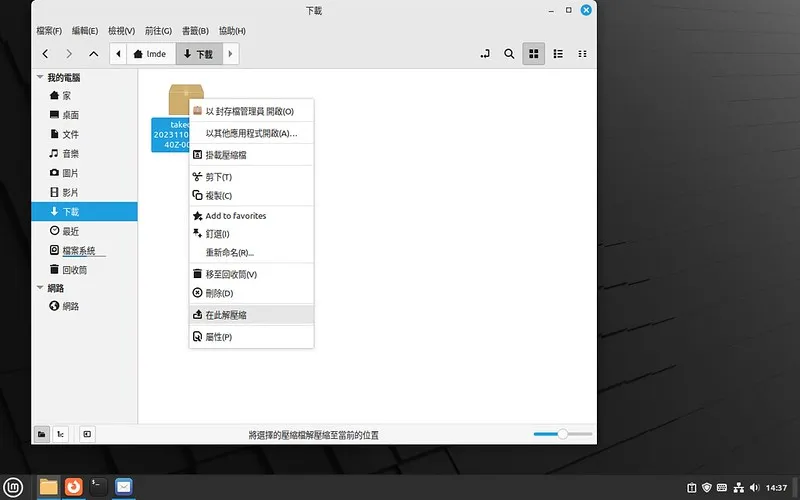 下載
檔案(F) 編輯(E) 檢視(V) 前往(G) 書籤(B) 協助(H)
lmde 下載
我的電腦
家
桌面
文件
音樂
圖片
影片
下載
最近
檔案系統
回收筒
網路
網路
takeo
2023110
40Z-00
以 封存檔管理員 開啟(O)
以其他應用程式開啟(A)...
掛載壓縮檔
剪下(T)
複製(C)
Add to favorites
釘選(I)
重新命名(R)...
移至回收筒(V)
刪除(D)
在此解壓縮
屬性(P)
將選擇的壓縮檔解壓縮至當前的位置
14:37